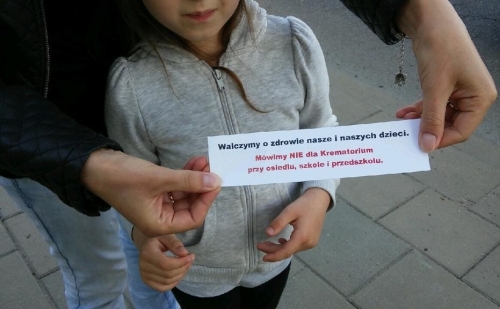 Walczymy o zdrowie nasze i naszych dzieci.
Mówimy NIE dla Krematorium
przy osiedlu, szkole i przedszkolu.